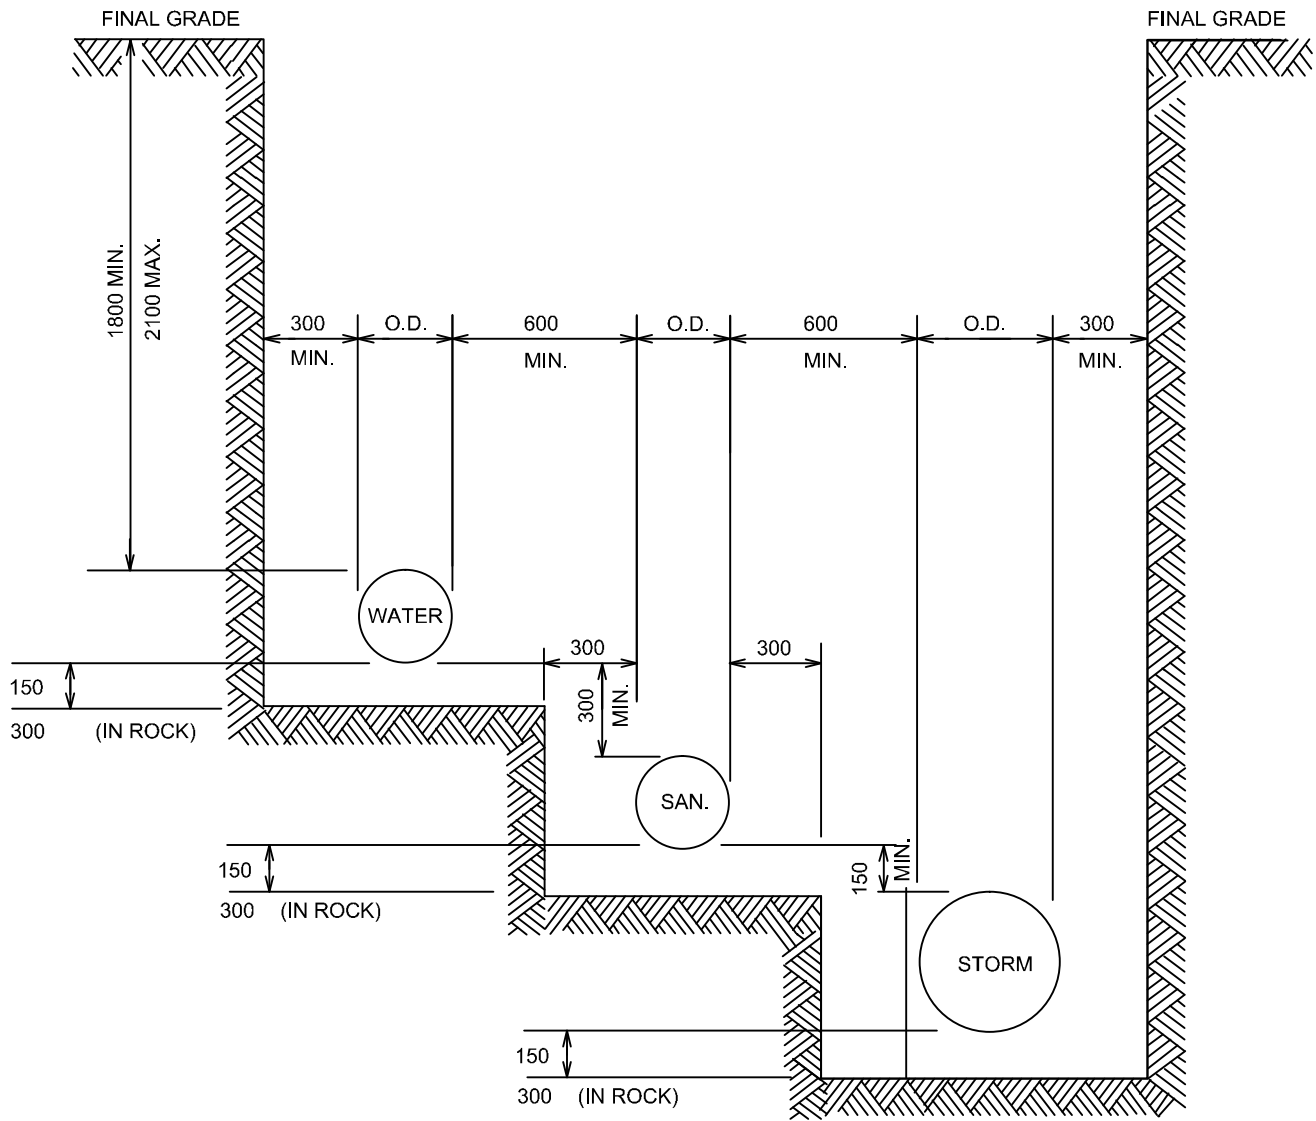 FINAL GRADE
FINAL GRADE
1800 MIN.
2100 MAX.
300
MIN.
O.D.
600
MIN.
O.D.
600
MIN.
O.D.
300
MIN.
WATER
300
300
300
MIN.
150
300 (IN ROCK)
SAN.
150
MIN.
150
300 (IN ROCK)
STORM
150
300 (IN ROCK)